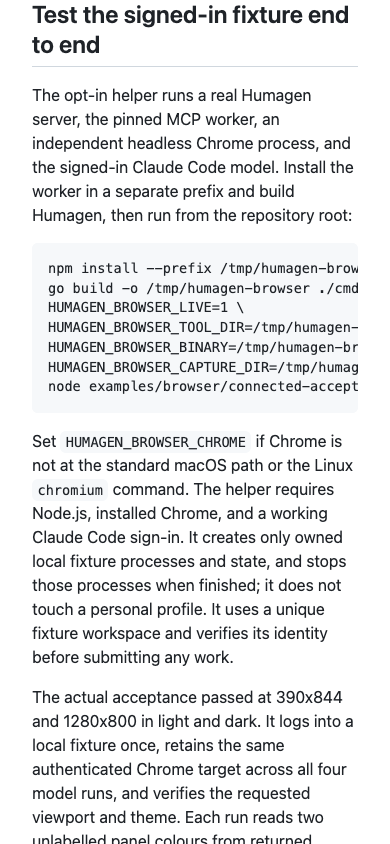 Test the signed-in fixture end
to end
The opt-in helper runs a real Humagen
server, the pinned MCP worker, an
independent headless Chrome process, and
the signed-in Claude Code model. Install the
worker in a separate prefix and build
Humagen, then run from the repository root:
npm install --prefix /tmp/humagen-brow
go build -o /tmp/humagen-browser ./cmd
HUMAGEN_BROWSER_LIVE=1 \
HUMAGEN_BROWSER_TOOL_DIR=/tmp/humagen-
HUMAGEN_BROWSER_BINARY=/tmp/humagen-br
HUMAGEN_BROWSER_CAPTURE_DIR=/tmp/humag
node examples/browser/connected-accept
Set HUMAGEN_BROWSER_CHROME if Chrome is
not at the standard macOS path or the Linux
chromium command. The helper requires
Node.js, installed Chrome, and a working
Claude Code sign-in. It creates only owned
local fixture processes and state, and stops
those processes when finished; it does not
touch a personal profile. It uses a unique
fixture workspace and verifies its identity
before submitting any work.
The actual acceptance passed at 390x844
and 1280x800 in light and dark. It logs into a
local fixture once, retains the same
authenticated Chrome target across all four
model runs, and verifies the requested
viewport and theme. Each run reads two
unlabelled panel colours from returned